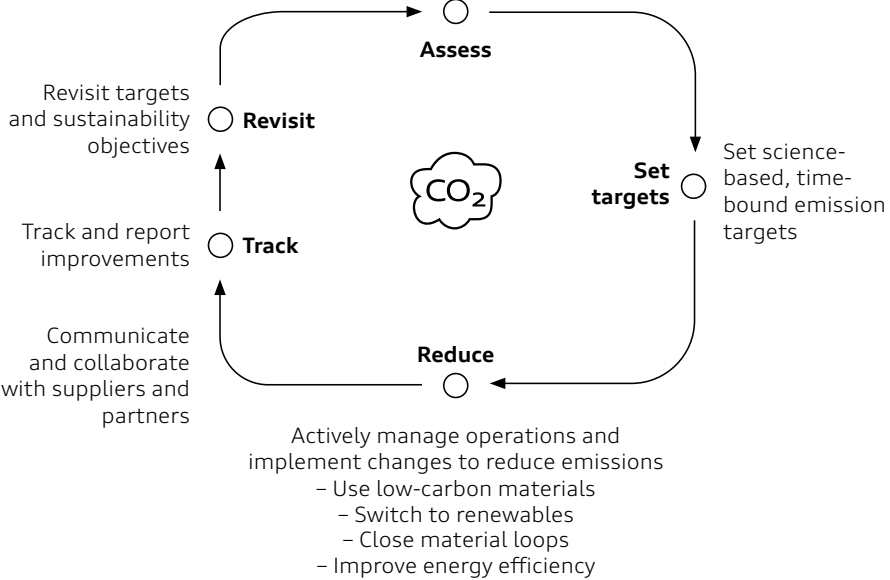 Assess
Set
targets
Set science-
based, time-
bound emission
targets
Reduce
Actively manage operations and
implement changes to reduce emissions
– Use low-carbon materials
– Switch to renewables
– Close material loops
– Improve energy efficiency
Communicate
and collaborate
with suppliers and
partners
Track
Track and report
improvements
Revisit
Revisit targets
and sustainability
objectives
CO₂